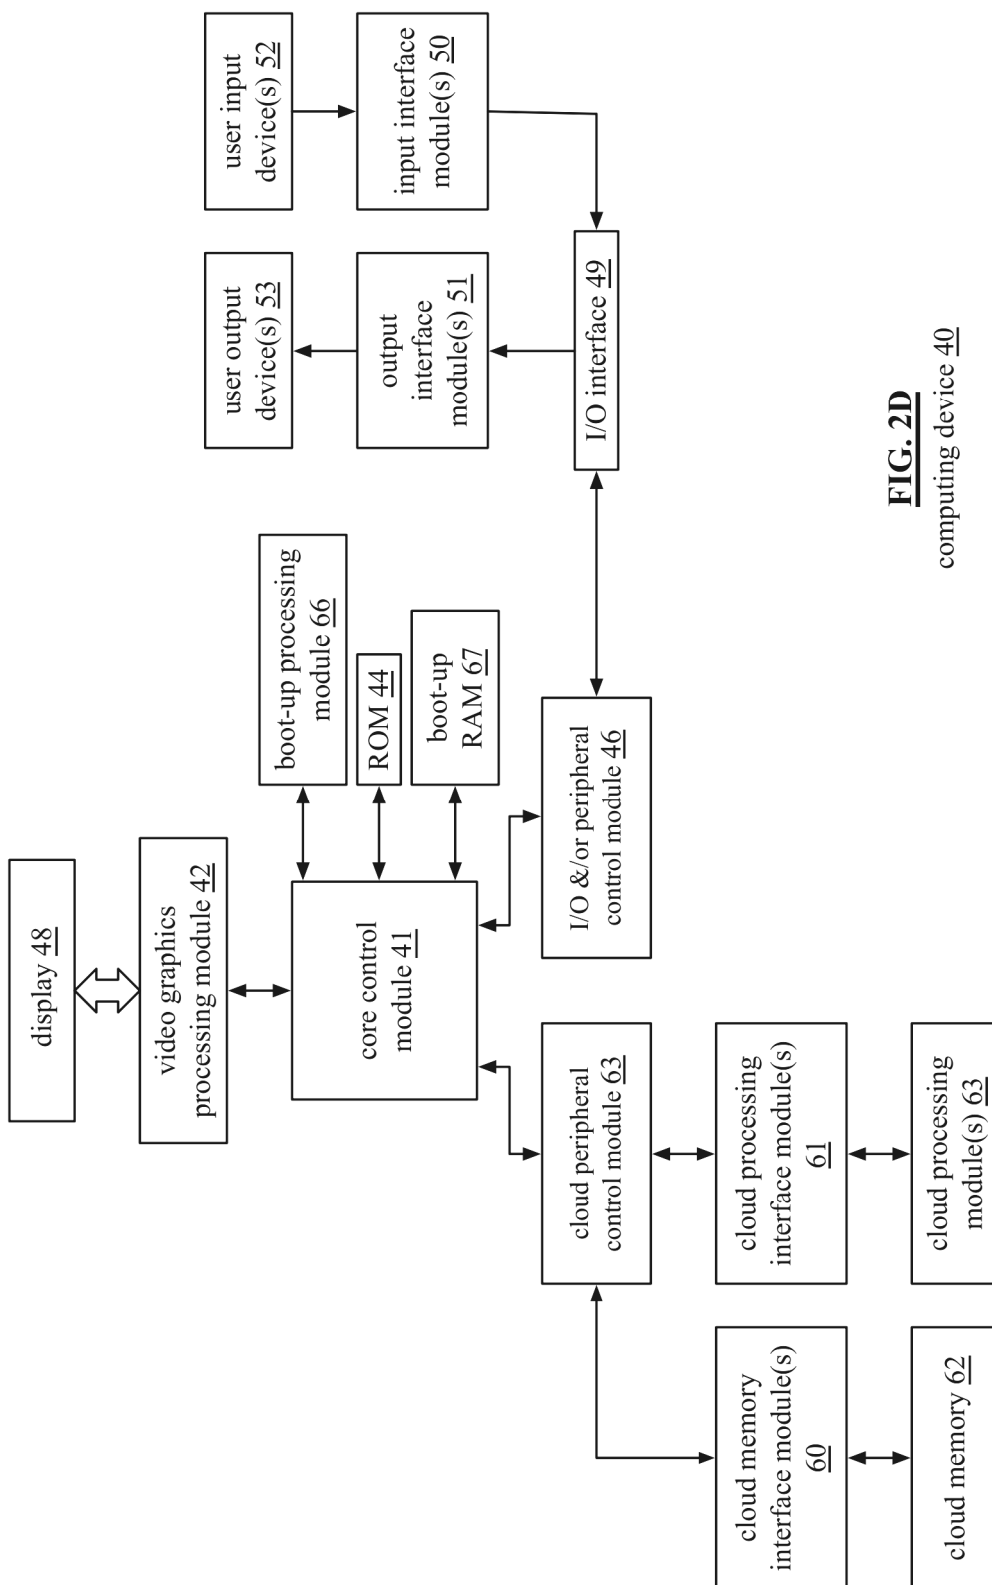 display 48
video graphics
processing module 42
core control
module 41
boot-up processing
module 66
ROM 44
boot-up
RAM 67
user output
device(s) 53
user input
device(s) 52
output
interface
module(s) 51
input interface
module(s) 50
I/O interface 49
I/O &/or peripheral
control module 46
cloud peripheral
control module 63
cloud memory
interface module(s)
60
cloud processing
interface module(s)
61
cloud memory 62
cloud processing
module(s) 63
FIG. 2D
computing device 40